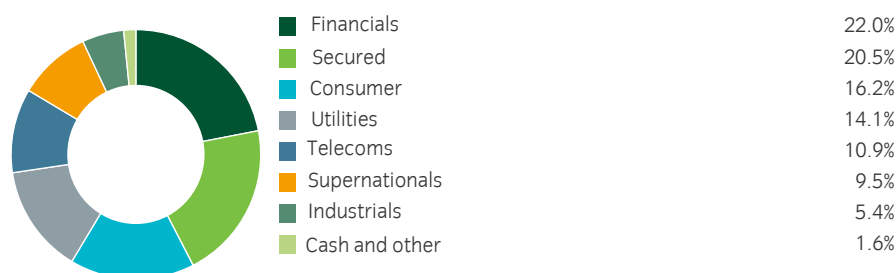 Financials 22.0%
Secured 20.5%
Consumer 16.2%
Utilities 14.1%
Telecoms 10.9%
Supernationals 9.5%
Industrials 5.4%
Cash and other 1.6%